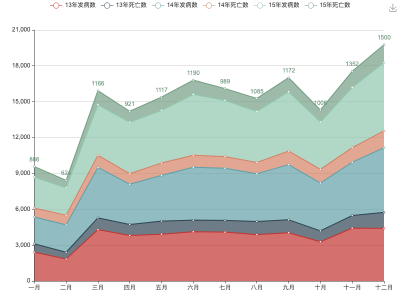 13年发病数 13年死亡数 14年发病数 14年死亡数 15年发病数 15年死亡数
21,000
18,000
15,000
12,000
9,000
6,000
3,000
0
866 1166 921 1117 1190 989 1085 1172 1382 1500
一月 二月 三月 四月 五月 六月 七月 八月 九月 十月 十一月 十二月